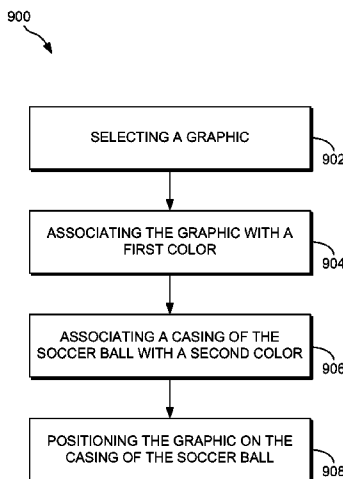 900
SELECTING A GRAPHIC
902
ASSOCIATING THE GRAPHIC WITH A
FIRST COLOR
904
ASSOCIATING A CASING OF THE
SOCCER BALL WITH A SECOND COLOR
906
POSITIONING THE GRAPHIC ON THE
CASING OF THE SOCCER BALL
908